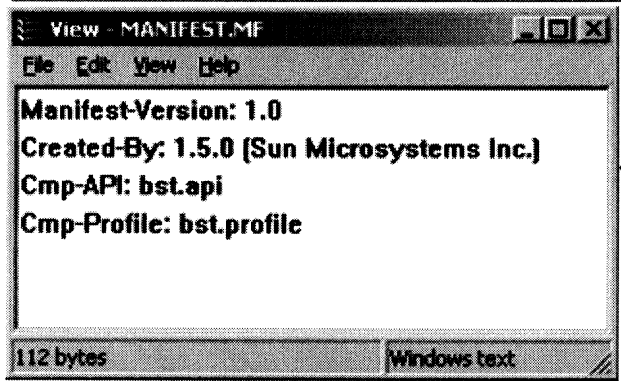 View - MANIFEST.MF
File Edit View Help
Manifest-Version: 1.0
Created-By: 1.5.0 (Sun Microsystems Inc.)
Cmp-API: bst.api
Cmp-Profile: bst.profile
112 bytes Windows text